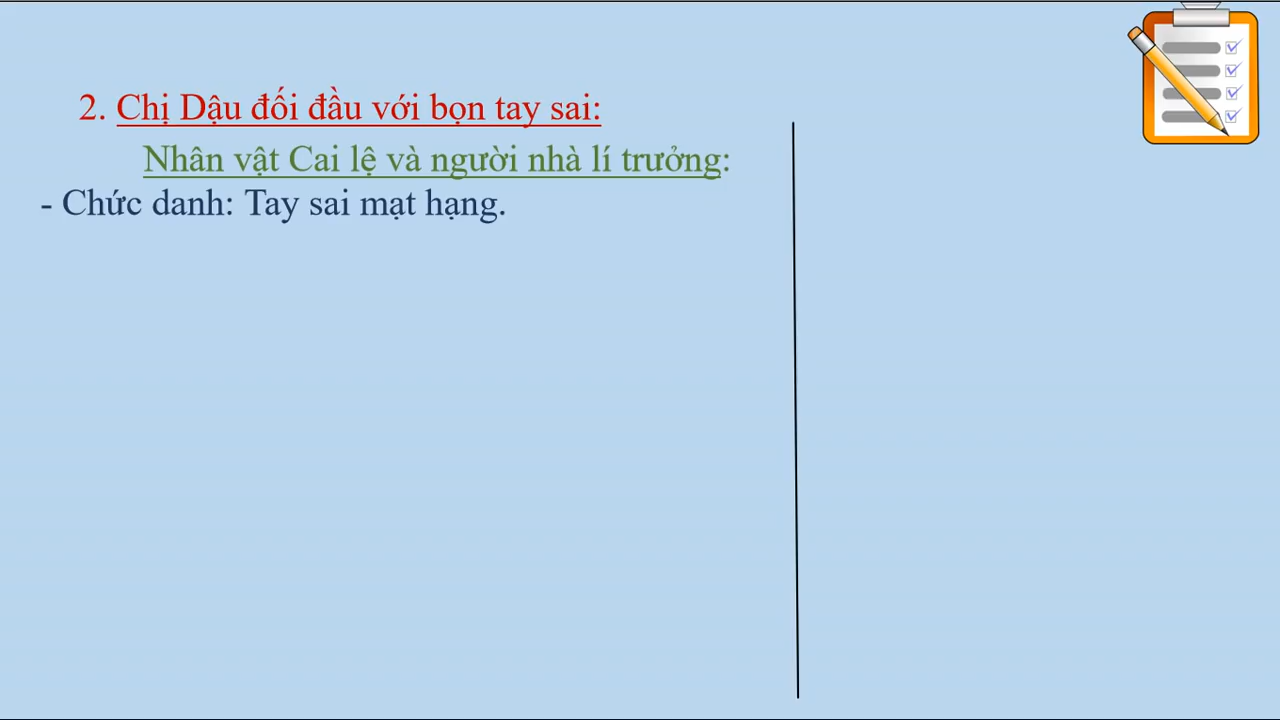 2. Chị Dậu đối đầu với bọn tay sai:
Nhân vật Cai lệ và người nhà lí trưởng:
- Chức danh: Tay sai mạt hạng.